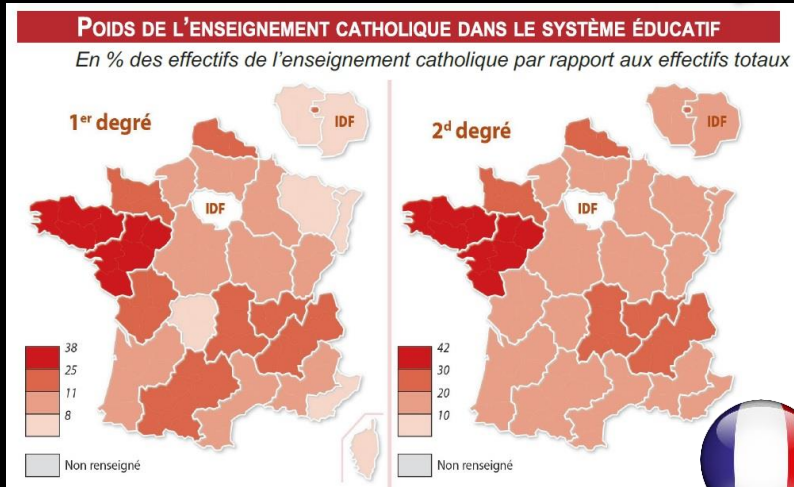 POIDS DE L'ENSEIGNEMENT CATHOLIQUE DANS LE SYSTÈME ÉDUCATIF
En % des effectifs de l'enseignement catholique par rapport aux effectifs totaux
1er degré
IDF
IDF
38
25
11
8
Non renseigné
2d degré
IDF
IDF
42
30
20
10
Non renseigné